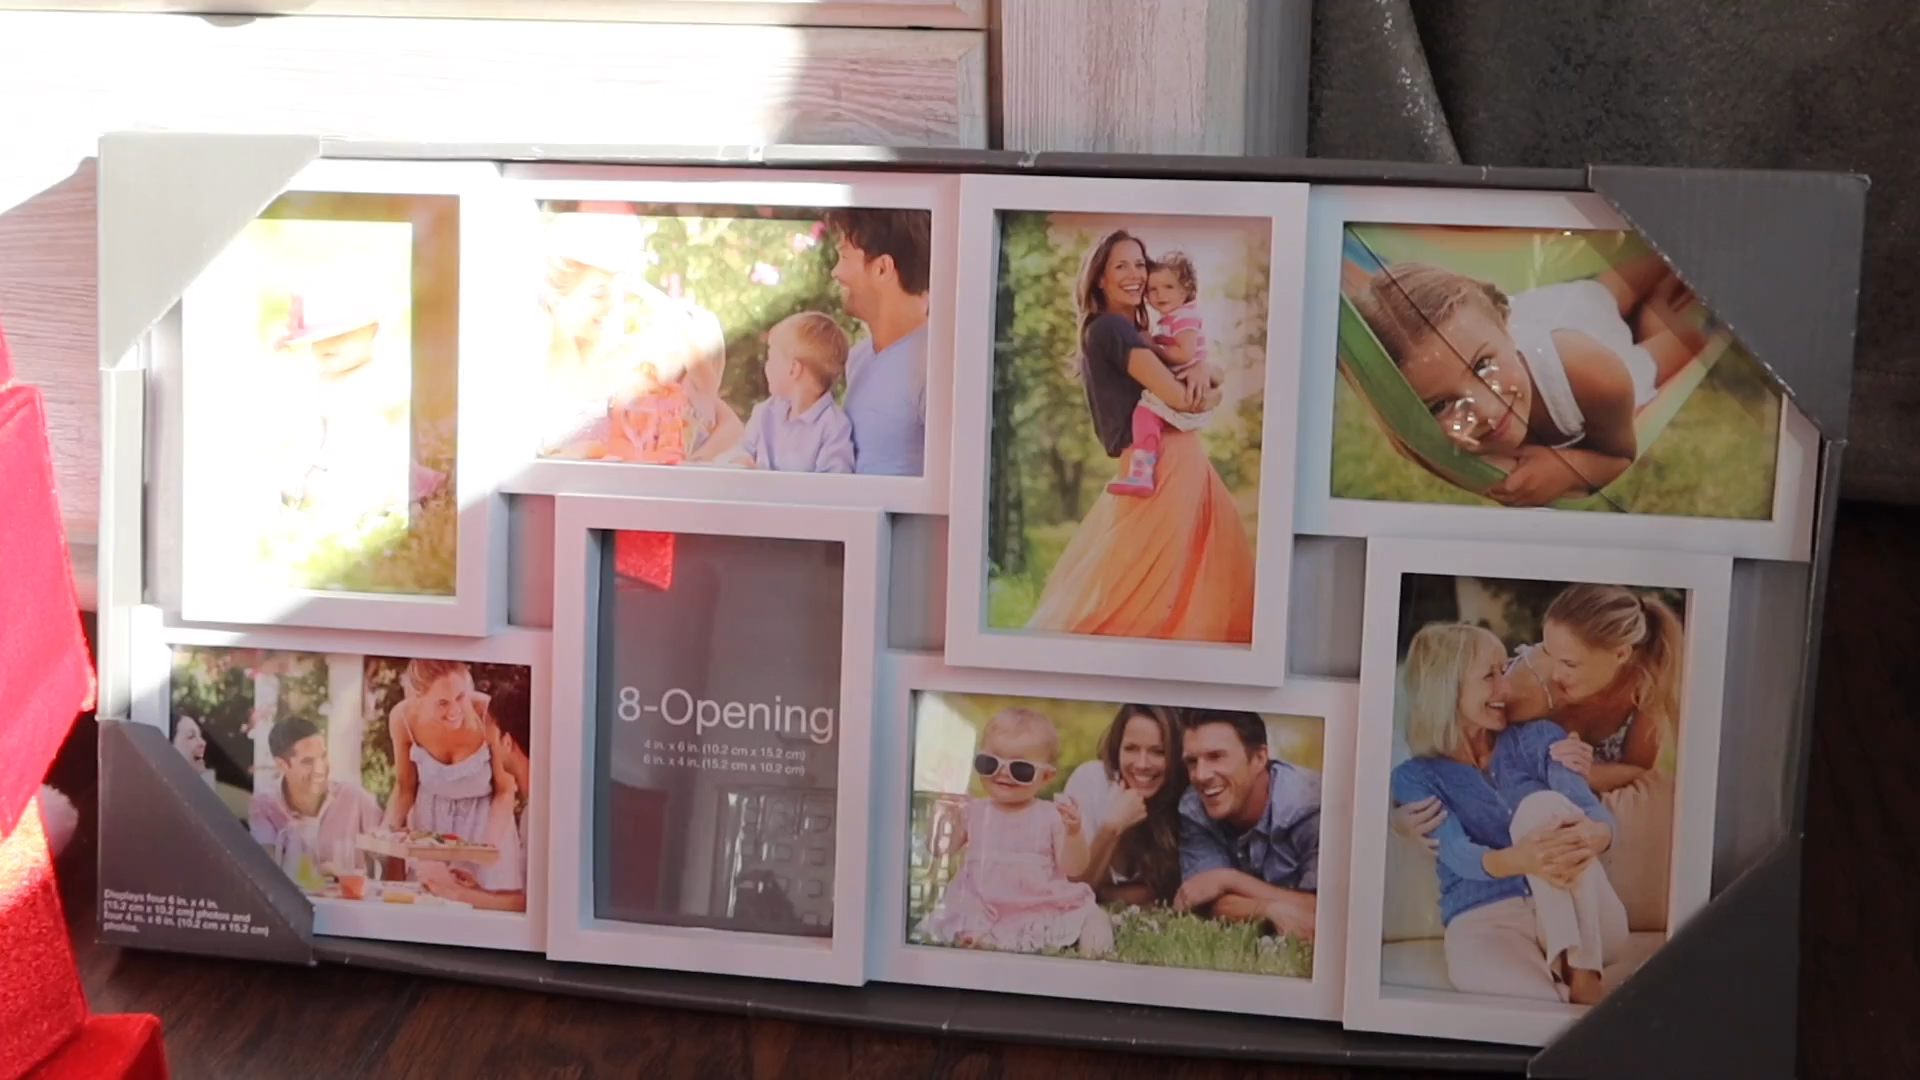 8-Opening
4 in. x 6 in. (10.2 cm x 15.2 cm)
6 in. x 4 in. (15.2 cm x 10.2 cm)
Displays four 6 in. x 4 in.
(15.2 cm x 10.2 cm) photos and
four 4 in. x 6 in. (10.2 cm x 15.2 cm)
photos.